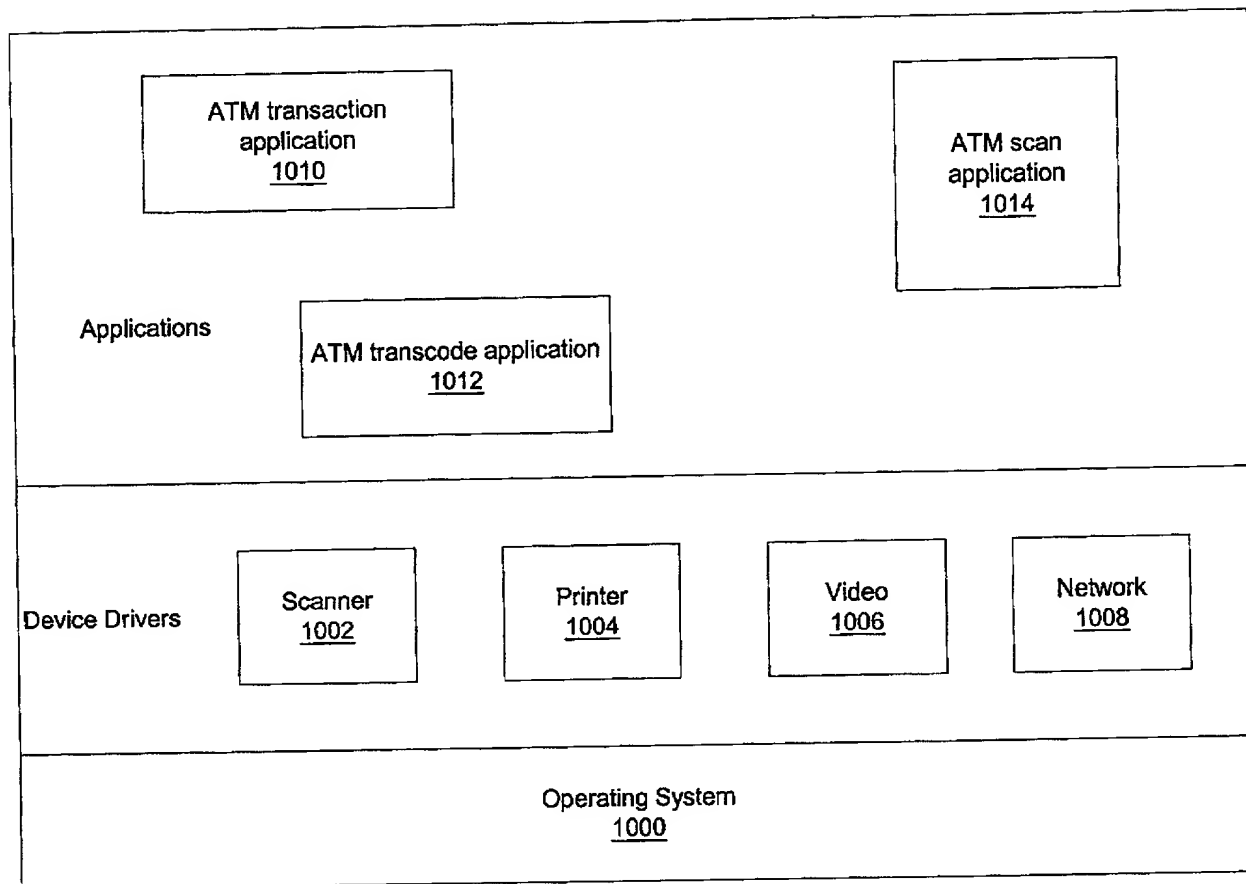 ATM transaction
application
1010
ATM scan
application
1014
Applications
ATM transcode application
1012
Device Drivers
Scanner
1002
Printer
1004
Video
1006
Network
1008
Operating System
1000